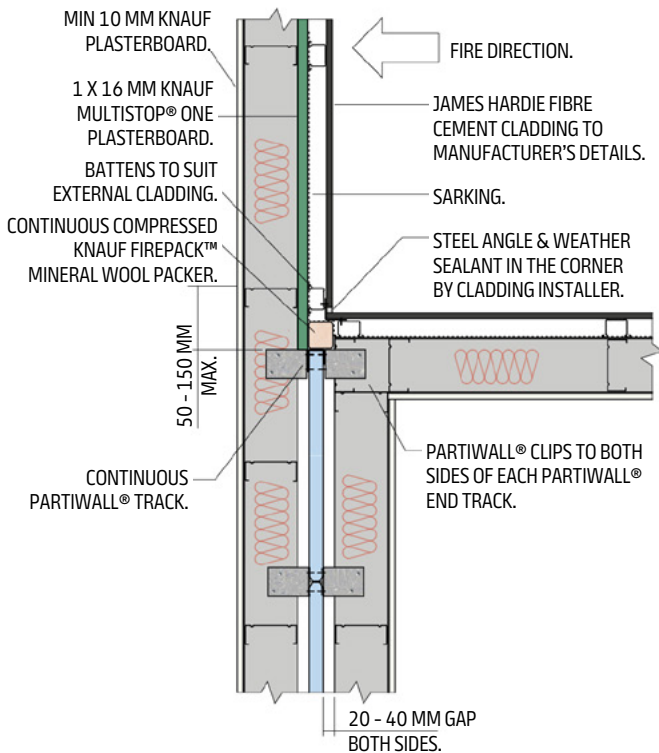 MIN 10 MM KNAUF
PLASTERBOARD.
1 X 16 MM KNAUF
MULTISTOP® ONE
PLASTERBOARD.
BATTENS TO SUIT
EXTERNAL CLADDING.
CONTINUOUS COMPRESSED
KNAUF FIREPACK™
MINERAL WOOL PACKER.
50 - 150 MM
MAX.
CONTINUOUS
PARTIWALL® TRACK.
FIRE DIRECTION.
JAMES HARDIE FIBRE
CEMENT CLADDING TO
MANUFACTURER'S DETAILS.
SARKING.
STEEL ANGLE & WEATHER
SEALANT IN THE CORNER
BY CLADDING INSTALLER.
PARTIWALL® CLIPS TO BOTH
SIDES OF EACH PARTIWALL®
END TRACK.
20 - 40 MM GAP
BOTH SIDES.